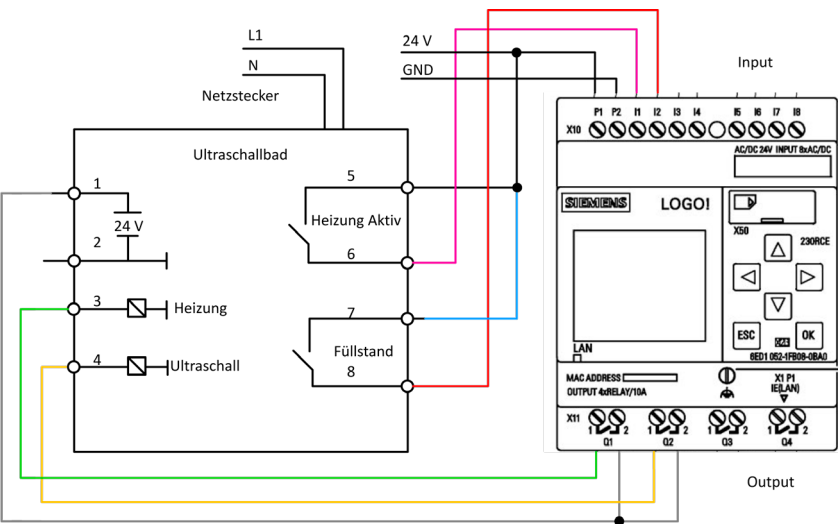 L1
24 V
N
GND
Input
Netzstecker
P1 P2 I1 I2 I3 I4 I5 I6 I7 I8
X10
AC/DC 24V INPUT 8xAC/DC
Ultraschallbad
1
5
24 V
Heizung Aktiv
2
6
3
Heizung
7
4
Ultraschall
Füllstand
8
SIEMENS
LOGO!
X50
230RCE
ESC
OK
LAN
6ED1 052-1FB08-0BA0
MAC ADDRESS
X1 P1
OUTPUT 4xRELAY/10A
IE(LAN)
X11
1 2 1 2 1 2 1 2
Q1 Q2 Q3 Q4
Output